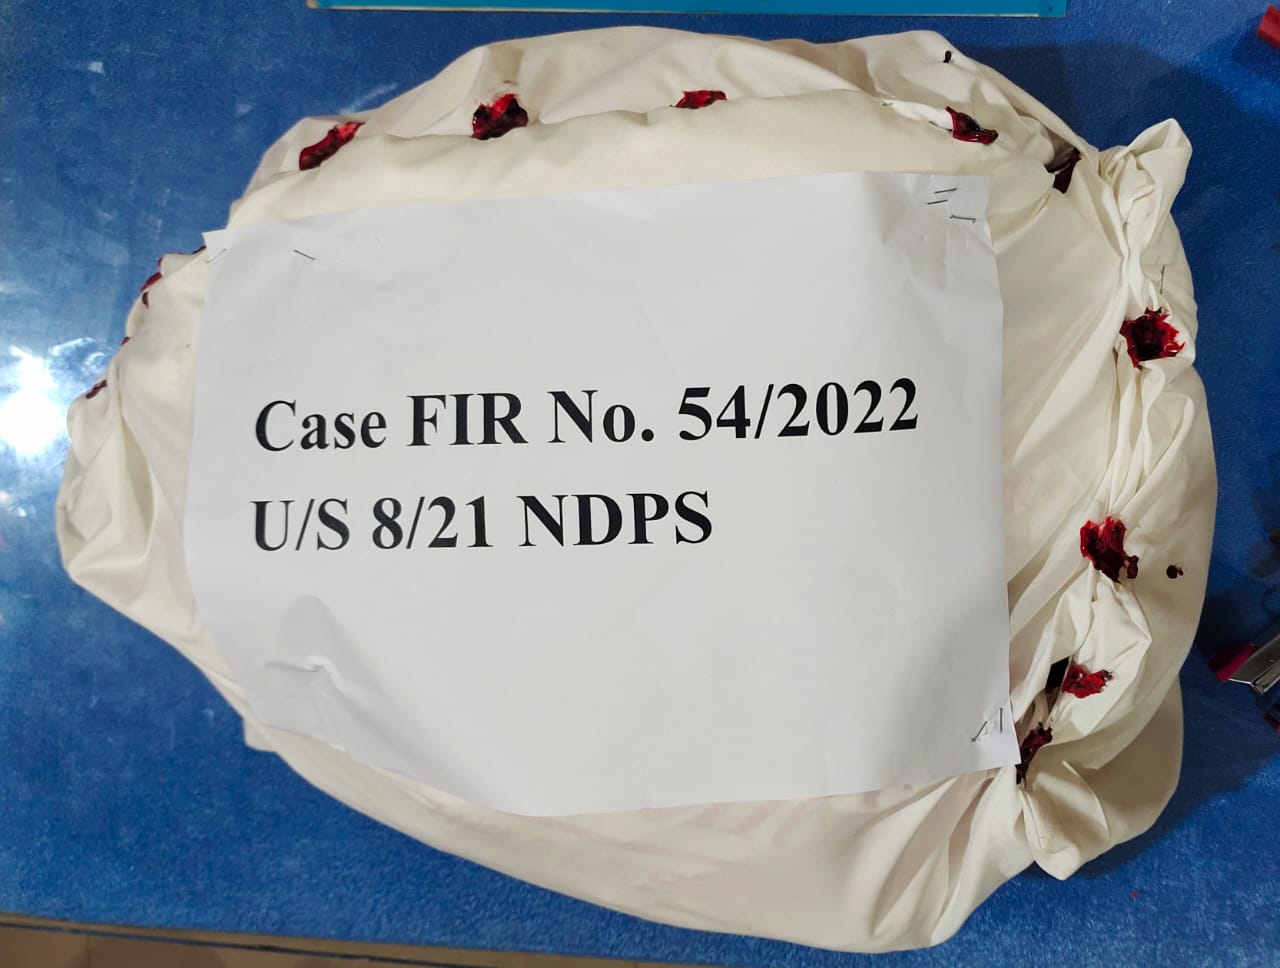 Case FIR No. 54/2022
U/S 8/21 NDPS